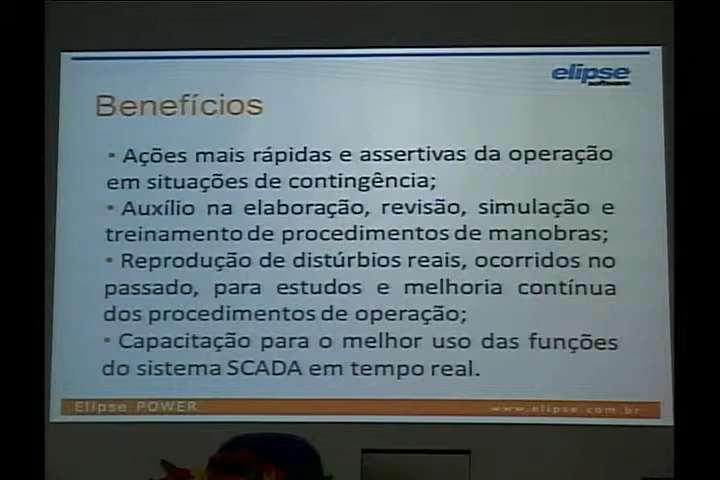 elipse
software
Benefícios
• Ações mais rápidas e assertivas da operação
em situações de contingência;
• Auxílio na elaboração, revisão, simulação e
treinamento de procedimentos de manobras;
• Reprodução de distúrbios reais, ocorridos no
passado, para estudos e melhoria contínua
dos procedimentos de operação;
• Capacitação para o melhor uso das funções
do sistema SCADA em tempo real.
Elipse POWER
www.elipse.com.br